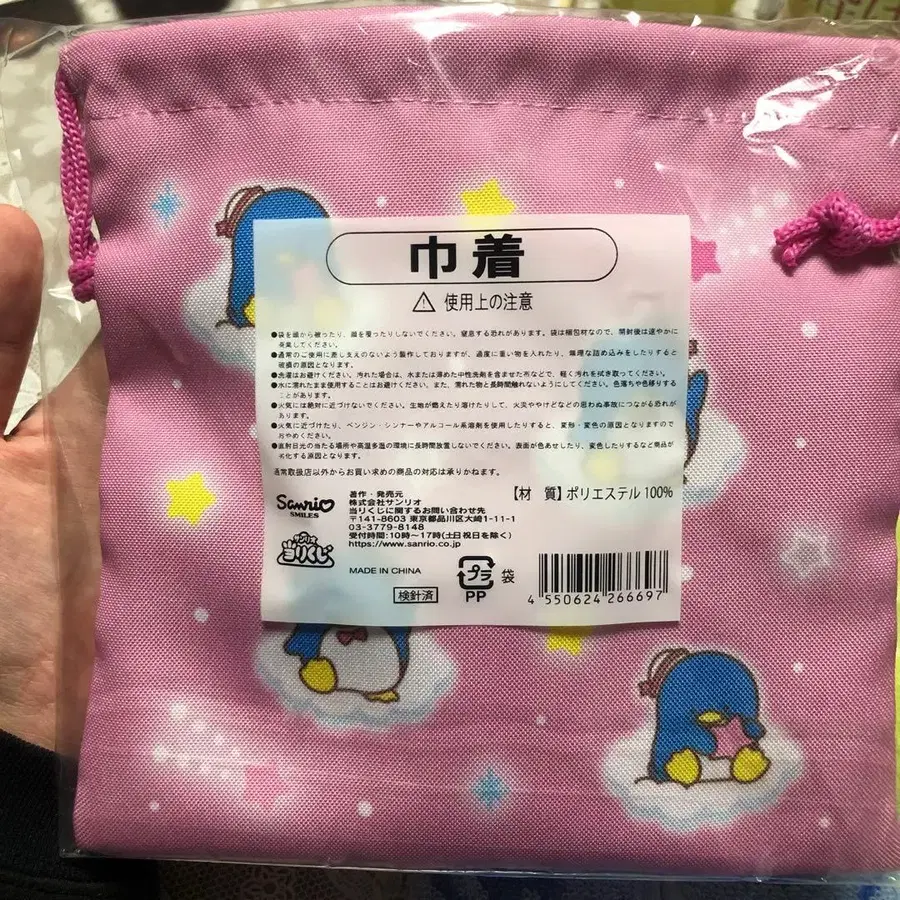 巾着
⚠ 使用上の注意
●袋を頭から被ったり、顔を覆ったりしないでください。窒息する恐れがあります。袋は梱包材なので、開封後は速やかに
廃棄してください。
●通常のご使用に差し支えのないよう製作しておりますが、過度に重い物を入れたり、無理な詰め込みをしたりすると
破損の原因となります。
●洗濯はお避けください。汚れた場合は、水または薄めた中性洗剤を含ませた布などで、軽く汚れを拭き取ってください。
●水に濡れたまま使用することはお避けください。また、濡れた物と長時間触れないようにしてください。色落ちや色移りする
ことがあります。
●火気には絶対に近づけないでください。生地が燃えたり溶けたりして、火災ややけどなどの思わぬ事故につながる恐れが
あります。
●火気に近づけたり、ベンジン・シンナーやアルコール系溶剤を使用したりすると、変形・変色の原因となりますので
おやめください。
●直射日光の当たる場所や高温多湿の環境に長時間放置しないでください。表面が色あせしたり、変色したりするなど商品が
劣化する原因となります。
通常取扱店以外からお買い求めの商品の対応は承りかねます。
【材　質】ポリエステル 100%
Sanrio
SMILES
著作・発売元
株式会社サンリオ
当りくじに関するお問い合わせ先
〒141-8603 東京都品川区大崎1-11-1
03-3779-8148
受付時間:10時～17時(土日祝日を除く)
https://www.sanrio.co.jp
サンリオ
当りくじ
MADE IN CHINA
検針済
プラ
PP
袋
4 550624 266697